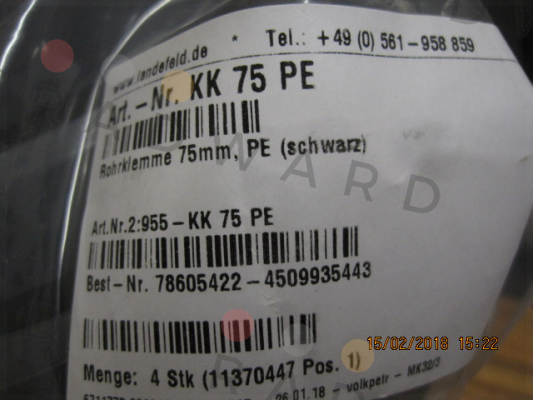 www.landefeld.de * Tel.: +49 (0) 561-958 859
Art.-Nr. KK 75 PE
Rohrklemme 75mm, PE (schwarz)
Art.Nr.2:955-KK 75 PE
Best-Nr. 78605422-4509935443
15/02/2018 15:22
Menge: 4 Stk (11370447 Pos. 1)
26.01.18 - volkpetr - MK32/3